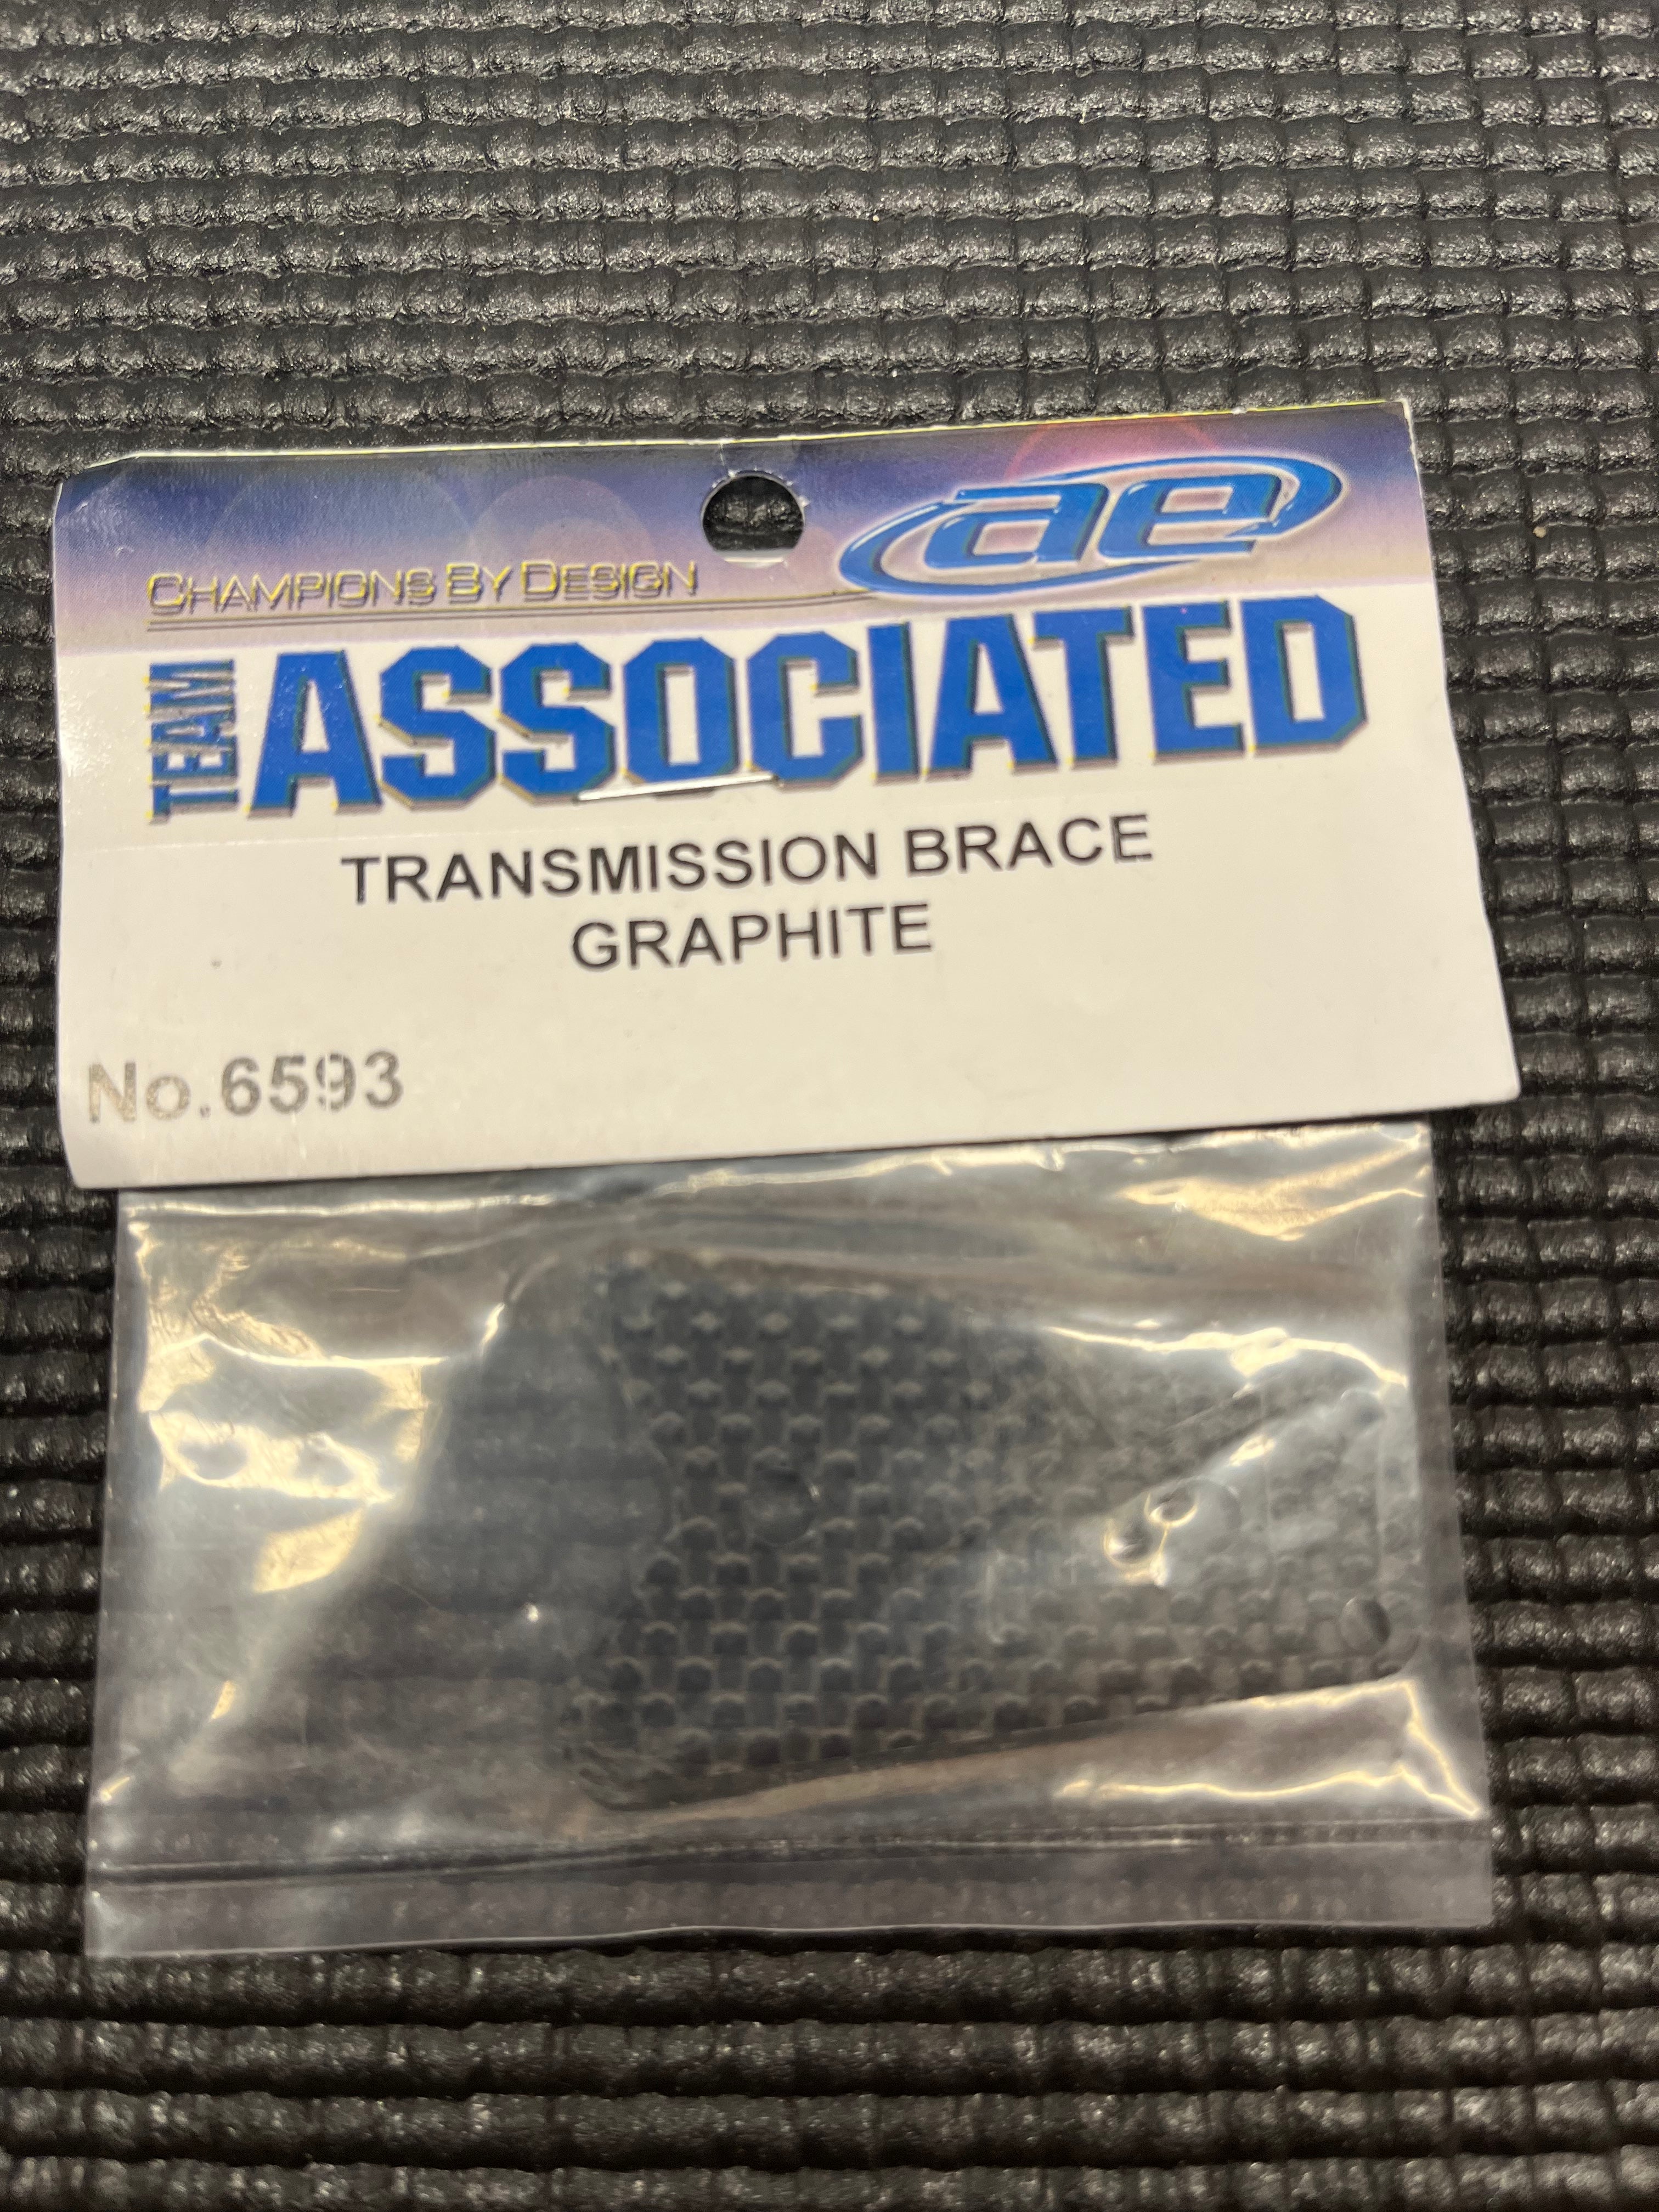 CHAMPIONS BY DESIGN
ae
TEAM ASSOCIATED
TRANSMISSION BRACE
GRAPHITE
No.6593